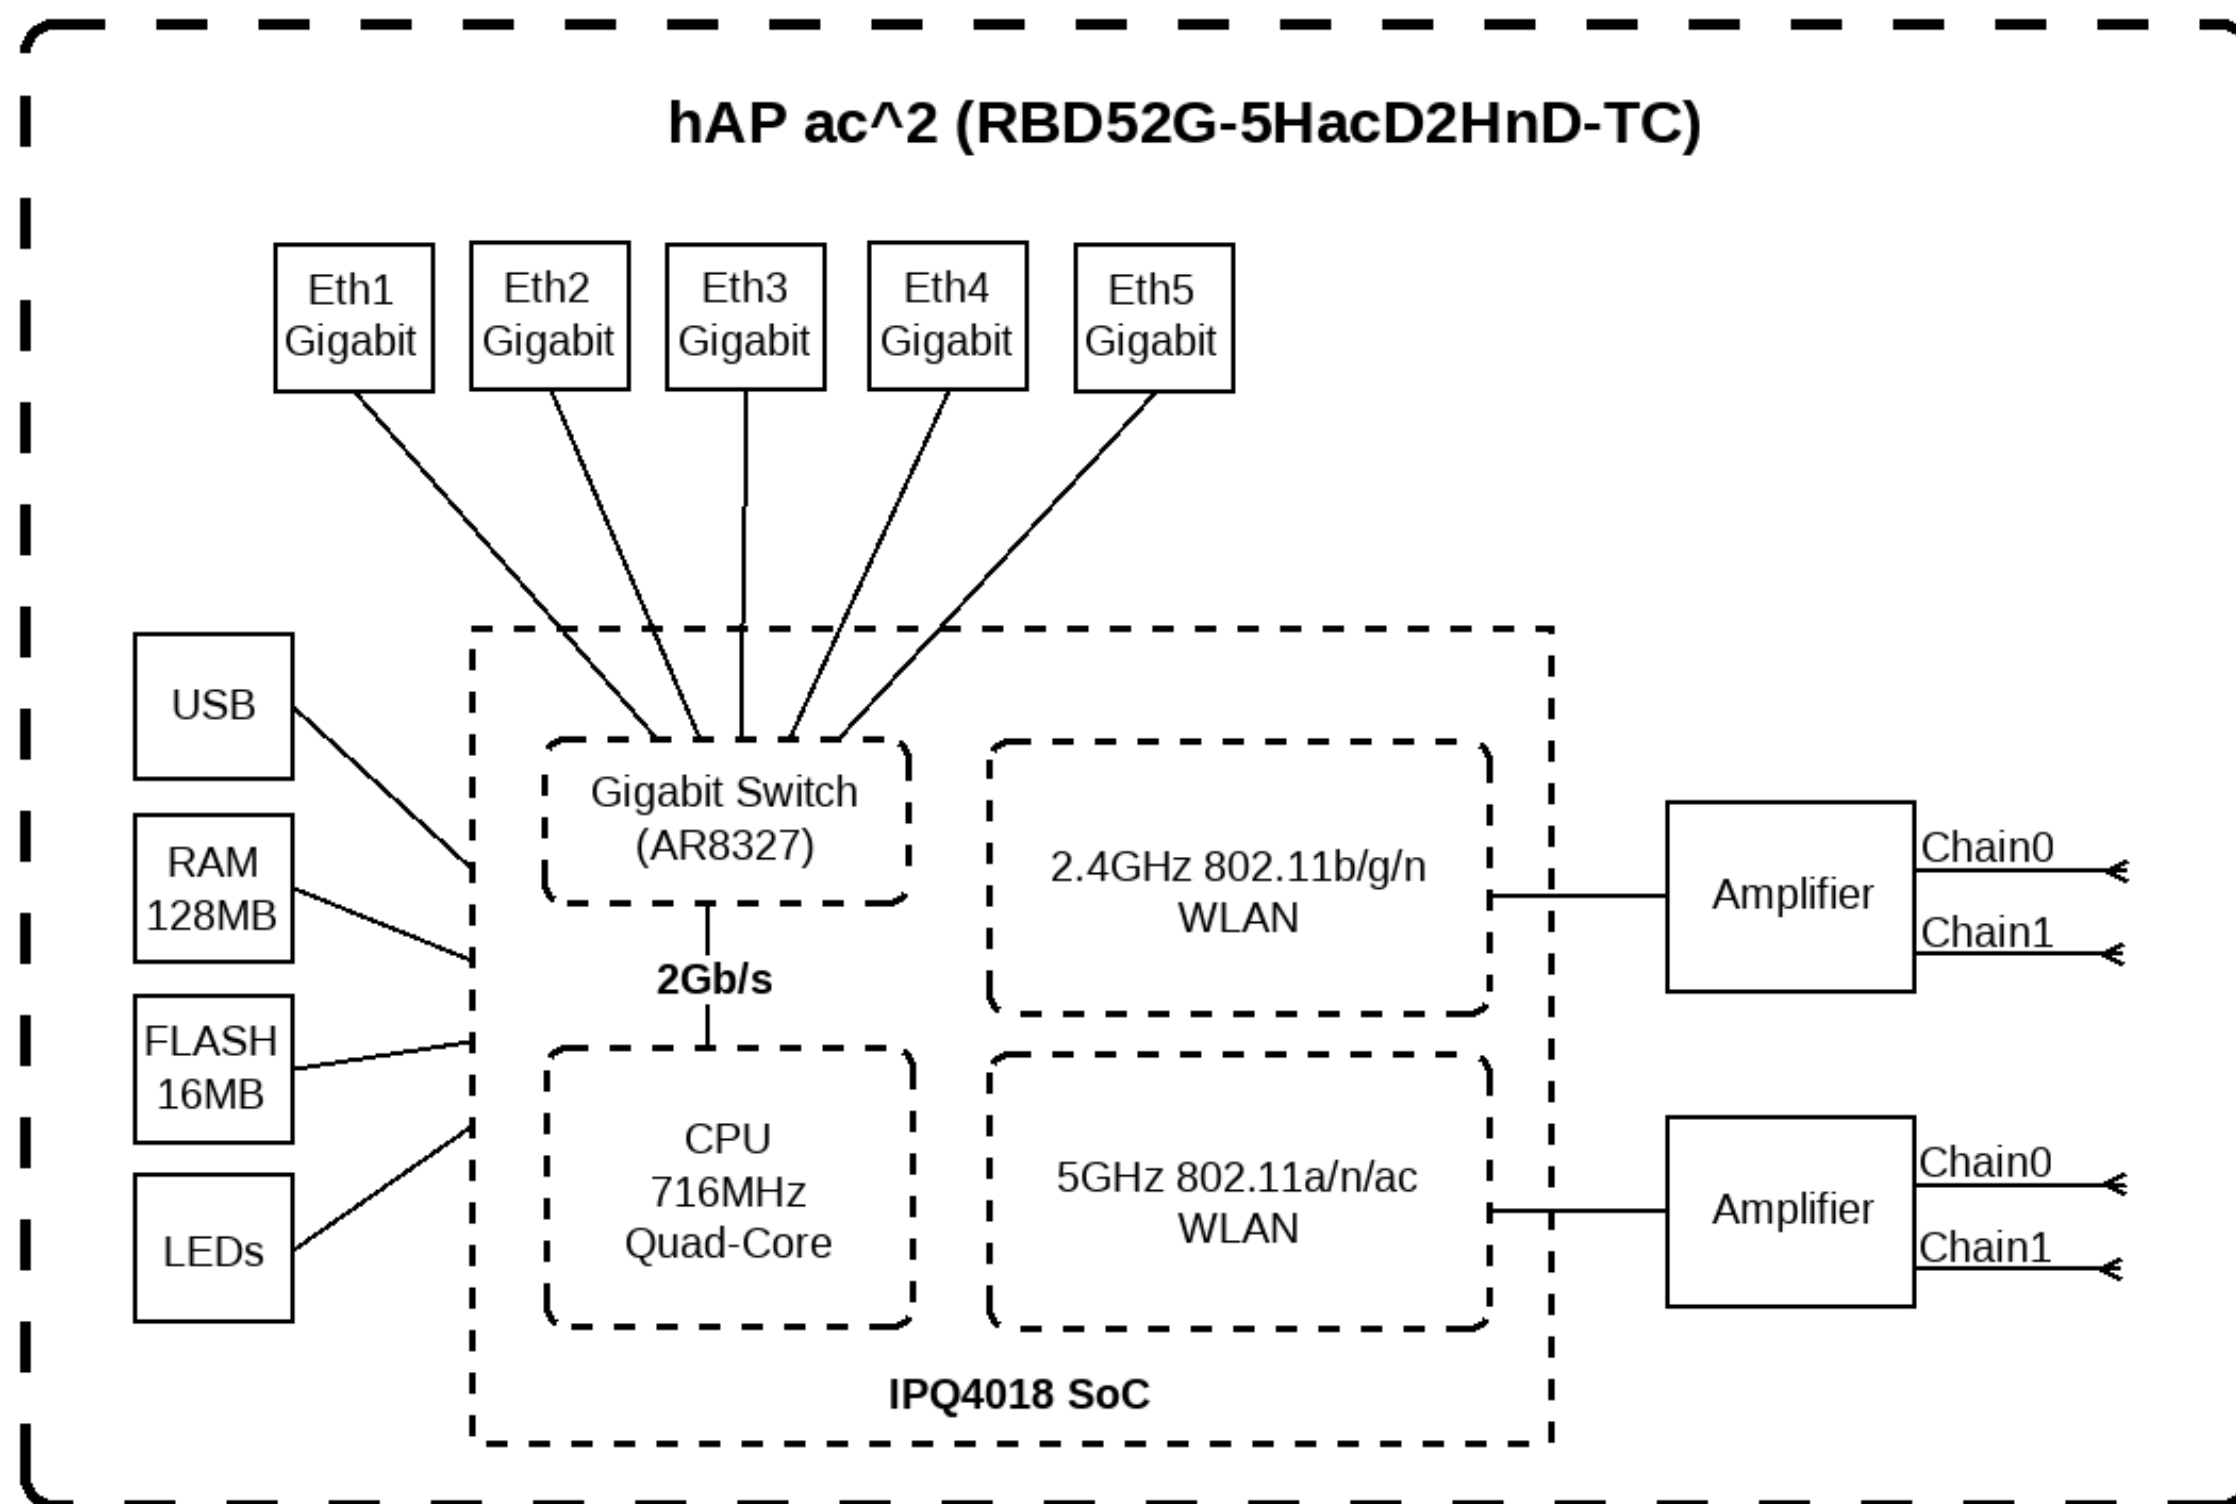 hAP ac^2 (RBD52G-5HacD2HnD-TC)
Eth1
Gigabit
Eth2
Gigabit
Eth3
Gigabit
Eth4
Gigabit
Eth5
Gigabit
USB
RAM
128MB
FLASH
16MB
LEDs
Gigabit Switch
(AR8327)
2Gb/s
CPU
716MHz
Quad-Core
2.4GHz 802.11b/g/n
WLAN
5GHz 802.11a/n/ac
WLAN
IPQ4018 SoC
Amplifier
Chain0
Chain1
Amplifier
Chain0
Chain1